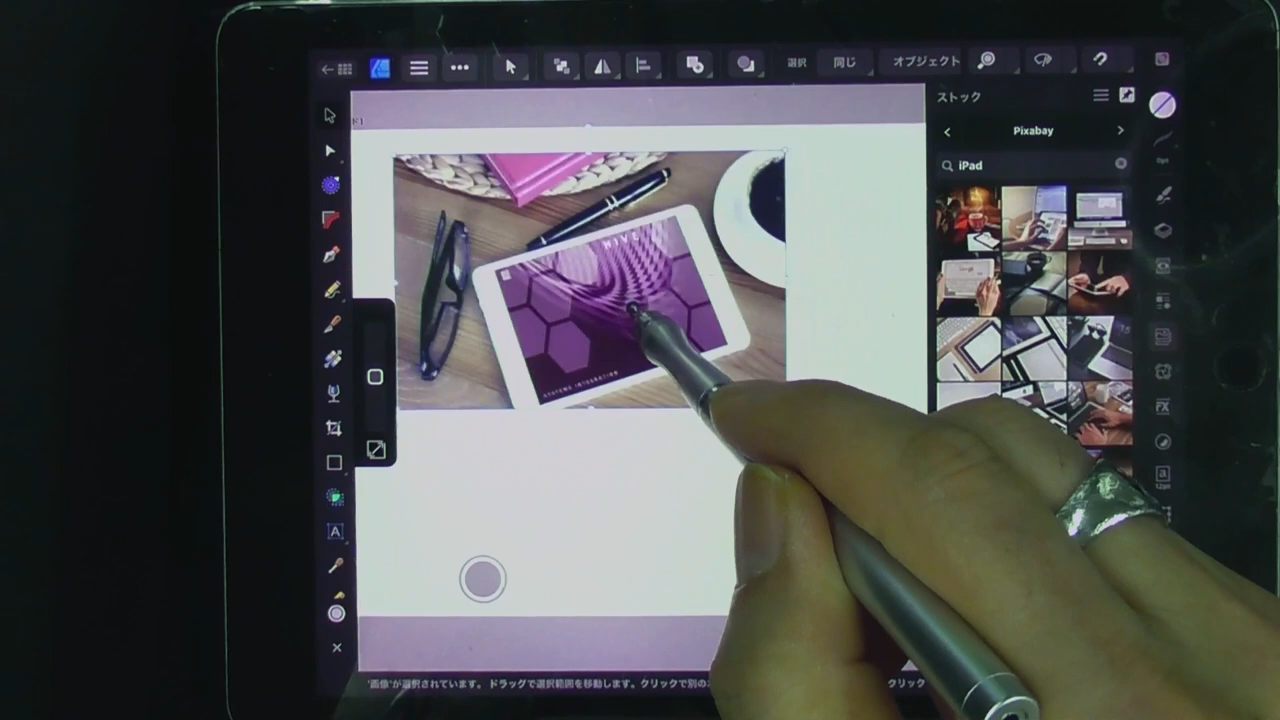 選択
同じ
オブジェクト
ストック
Pixabay
iPad
HIVE
FX
a
A
'画像'が選択されています。 ドラッグで選択範囲を移動します。クリックで別の
クリック